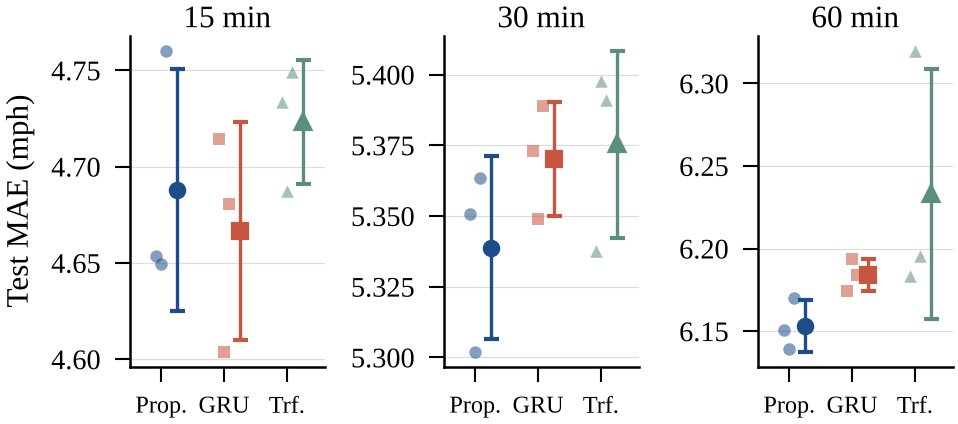 15 min
30 min
60 min
Test MAE (mph)
4.75
4.70
4.65
4.60
Prop. GRU Trf.
5.400
5.375
5.350
5.325
5.300
Prop. GRU Trf.
6.30
6.25
6.20
6.15
Prop. GRU Trf.